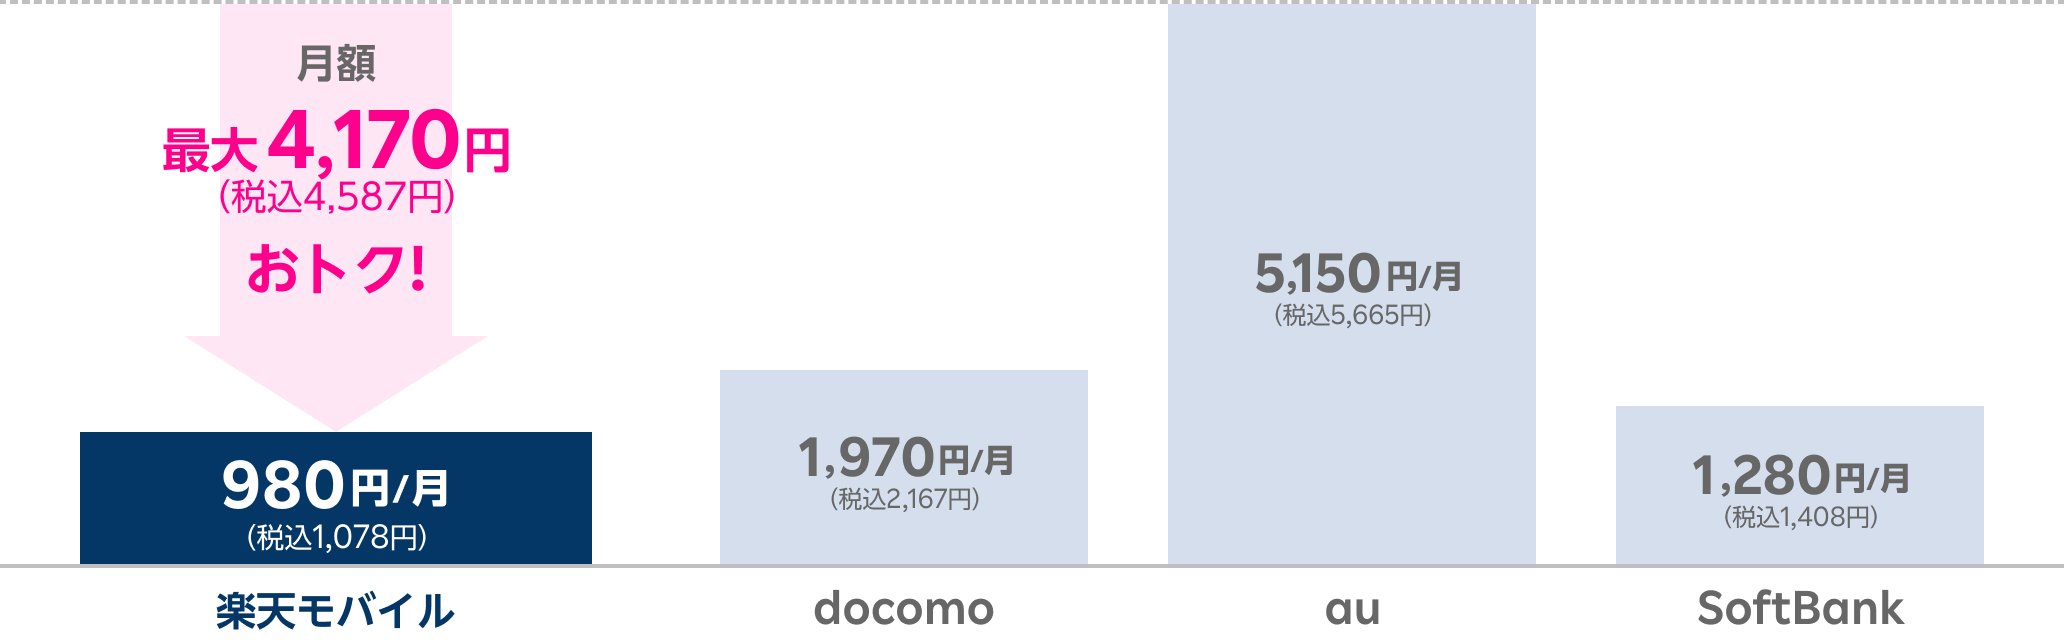 月額
最大4,170円
(税込4,587円)
おトク!
980円/月
(税込1,078円)
楽天モバイル
1,970円/月
(税込2,167円)
docomo
5,150円/月
(税込5,665円)
au
1,280円/月
(税込1,408円)
SoftBank